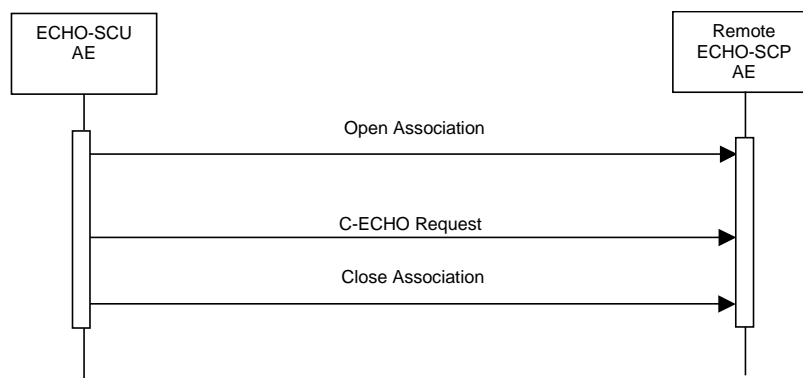 ECHO-SCU
AE
Remote
ECHO-SCP
AE
Open Association
C-ECHO Request
Close Association